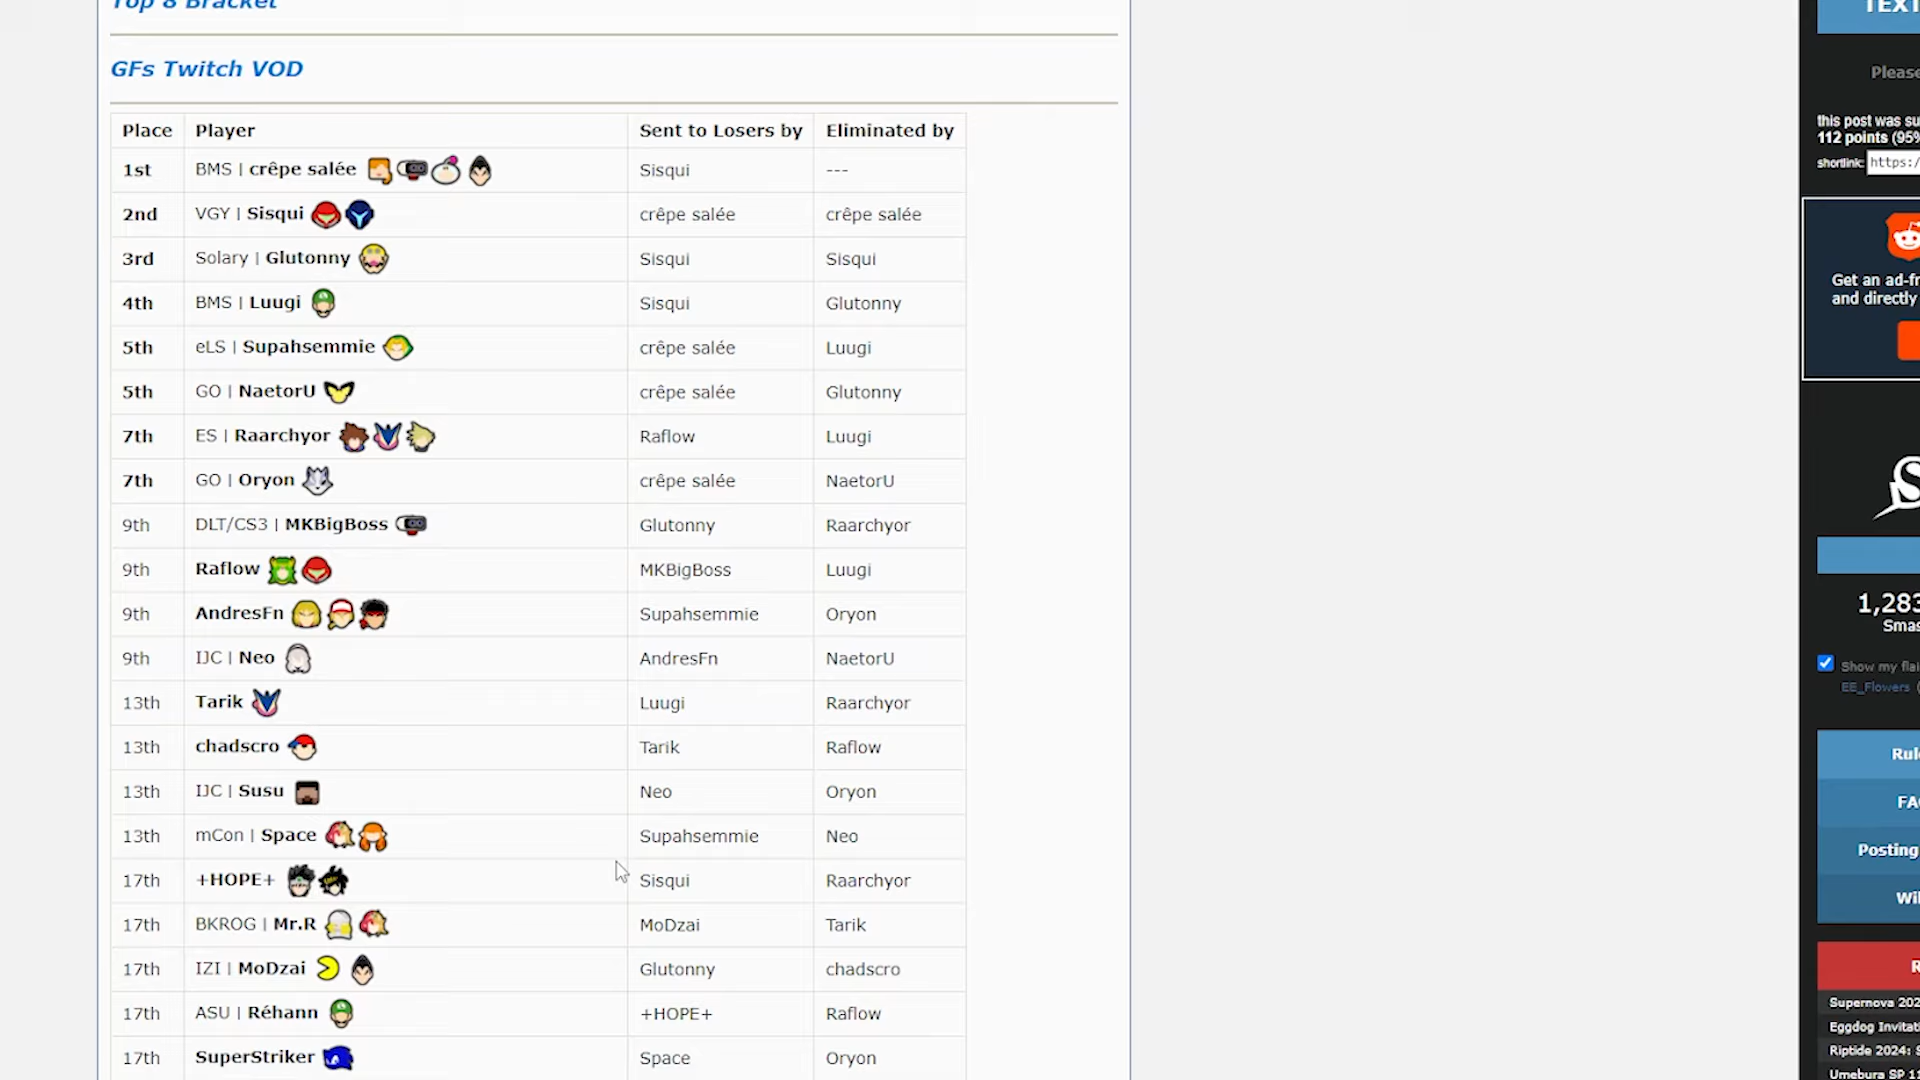 Top 8 Bracket
GFs Twitch VOD
Place Player Sent to Losers by Eliminated by
1st BMS | crêpe salée Sisqui ---
2nd VGY | Sisqui crêpe salée crêpe salée
3rd Solary | Glutonny Sisqui Sisqui
4th BMS | Luugi Sisqui Glutonny
5th eLS | Supahsemmie crêpe salée Luugi
5th GO | NaetorU crêpe salée Glutonny
7th ES | Raarchyor Raflow Luugi
7th GO | Oryon crêpe salée NaetorU
9th DLT/CS3 | MKBigBoss Glutonny Raarchyor
9th Raflow MKBigBoss Luugi
9th AndresFn Supahsemmie Oryon
9th IJC | Neo AndresFn NaetorU
13th Tarik Luugi Raarchyor
13th chadscro Tarik Raflow
13th IJC | Susu Neo Oryon
13th mCon | Space Supahsemmie Neo
17th +HOPE+ Sisqui Raarchyor
17th BKROG | Mr.R MoDzai Tarik
17th IZI | MoDzai Glutonny chadscro
17th ASU | Réhann +HOPE+ Raflow
17th SuperStriker Space Oryon
TEXT
Please
this post was su
112 points (95%
shortlink: https:/
Get an ad-fr
and directly
1,283
Smas
Show my flai
EE_Flowers (
Rul
FA
Posting
Wi
R
Supernova 202
Eggdog Invitati
Riptide 2024: S
Umebura SP 11